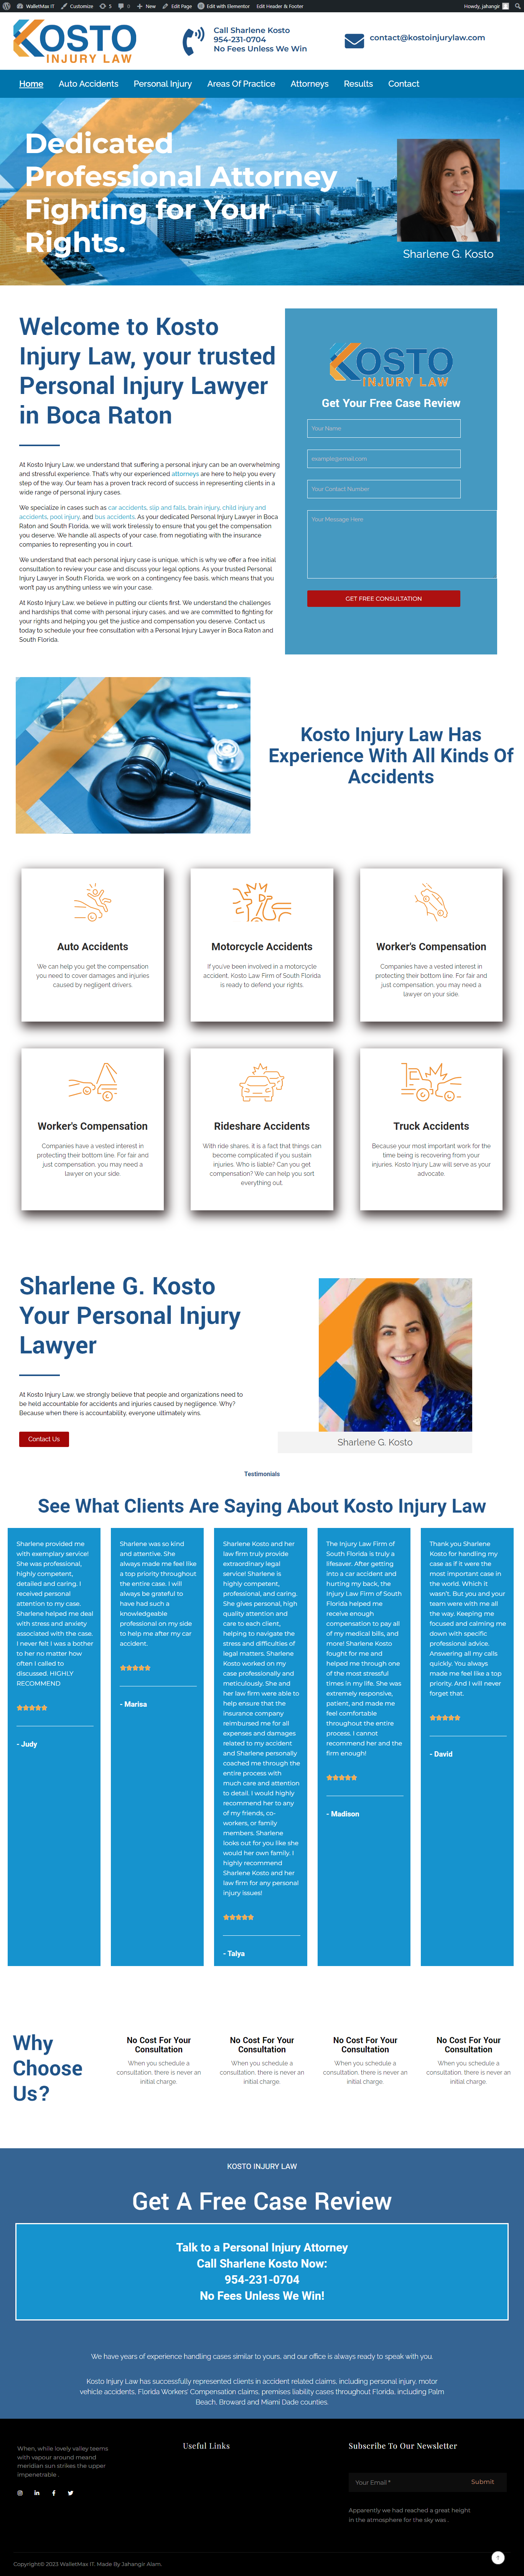 WalletMax IT
Customize
5
0
New
Edit Page
Edit with Elementor
Edit Header & Footer
Howdy, jahangir
KOSTO
INJURY LAW
Call Sharlene Kosto
954-231-0704
No Fees Unless We Win
contact@kostoinjurylaw.com
Home
Auto Accidents
Personal Injury
Areas Of Practice
Attorneys
Results
Contact
Dedicated
Professional Attorney
Fighting for Your
Rights.
Sharlene G. Kosto
Welcome to Kosto
Injury Law, your trusted
Personal Injury Lawyer
in Boca Raton
At Kosto Injury Law, we understand that suffering a personal injury can be an overwhelming
and stressful experience. That's why our experienced attorneys are here to help you every
step of the way. Our team has a proven track record of success in representing clients in a
wide range of personal injury cases.
We specialize in cases such as car accidents, slip and falls, brain injury, child injury and
accidents, pool injury, and bus accidents. As your dedicated Personal Injury Lawyer in Boca
Raton and South Florida, we will work tirelessly to ensure that you get the compensation
you deserve. We handle all aspects of your case, from negotiating with the insurance
companies to representing you in court.
We understand that each personal injury case is unique, which is why we offer a free initial
consultation to review your case and discuss your legal options. As your trusted Personal
Injury Lawyer in South Florida, we work on a contingency fee basis, which means that you
won't pay us anything unless we win your case.
At Kosto Injury Law, we believe in putting our clients first. We understand the challenges
and hardships that come with personal injury cases, and we are committed to fighting for
your rights and helping you get the justice and compensation you deserve. Contact us
today to schedule your free consultation with a Personal Injury Lawyer in Boca Raton and
South Florida.
KOSTO
INJURY LAW
Get Your Free Case Review
Your Name
example@email.com
Your Contact Number
Your Message Here
GET FREE CONSULTATION
Kosto Injury Law Has
Experience With All Kinds Of
Accidents
Auto Accidents
We can help you get the compensation
you need to cover damages and injuries
caused by negligent drivers.
Motorcycle Accidents
If you've been involved in a motorcycle
accident, Kosto Law Firm of South Florida
is ready to defend your rights.
Worker's Compensation
Companies have a vested interest in
protecting their bottom line. For fair and
just compensation, you may need a
lawyer on your side.
Worker's Compensation
Companies have a vested interest in
protecting their bottom line. For fair and
just compensation, you may need a
lawyer on your side.
Rideshare Accidents
With ride shares, it is a fact that things can
become complicated if you sustain
injuries. Who is liable? Can you get
compensation? We can help you sort
everything out.
Truck Accidents
Because your most important work for the
time being is recovering from your
injuries. Kosto Injury Law will serve as your
advocate.
Sharlene G. Kosto
Your Personal Injury
Lawyer
At Kosto Injury Law, we strongly believe that people and organizations need to
be held accountable for accidents and injuries caused by negligence. Why?
Because when there is accountability, everyone ultimately wins.
Contact Us
Sharlene G. Kosto
Testimonials
See What Clients Are Saying About Kosto Injury Law
Sharlene provided me
with exemplary service!
She was professional,
highly competent,
detailed and caring. I
received personal
attention to my case.
Sharlene helped me deal
with stress and anxiety
associated with the case.
I never felt I was a bother
to her no matter how
often I called to
discussed. HIGHLY
RECOMMEND
- Judy
Sharlene was so kind
and attentive. She
always made me feel like
a top priority throughout
the entire case. I will
always be grateful to
have had such a
knowledgeable
professional on my side
to help me after my car
accident.
- Marisa
Sharlene Kosto and her
law firm truly provide
extraordinary legal
service! Sharlene is
highly competent,
professional, and caring.
She gives personal, high
quality attention and
care to each client,
helping to navigate the
stress and difficulties of
legal matters. Sharlene
Kosto worked on my
case professionally and
meticulously. She and
her law firm were able to
help ensure that the
insurance company
reimbursed me for all
expenses and damages
related to my accident
and Sharlene personally
coached me through the
entire process with
much care and attention
to detail. I would highly
recommend her to any
of my friends, co-
workers, or family
members. Sharlene
looks out for you like she
would her own family. I
highly recommend
Sharlene Kosto and her
law firm for any personal
injury issues!
- Talya
The Injury Law Firm of
South Florida is truly a
lifesaver. After getting
into a car accident and
hurting my back, the
Injury Law Firm of South
Florida helped me
receive enough
compensation to pay all
of my medical bills, and
more! Sharlene Kosto
fought for me and
helped me through one
of the most stressful
times in my life. She was
extremely responsive,
patient, and made me
feel comfortable
throughout the entire
process. I cannot
recommend her and the
firm enough!
- Madison
Thank you Sharlene
Kosto for handling my
case as if it were the
most important case in
the world. Which it
wasn't. But you and your
team were with me all
the way. Keeping me
focused and calming me
down with specific
professional advice.
Answering all my calls
quickly. You always
made me feel like a top
priority. And I will never
forget that.
- David
Why
Choose
Us?
No Cost For Your
Consultation
When you schedule a
consultation, there is never an
initial charge.
No Cost For Your
Consultation
When you schedule a
consultation, there is never an
initial charge.
No Cost For Your
Consultation
When you schedule a
consultation, there is never an
initial charge.
No Cost For Your
Consultation
When you schedule a
consultation, there is never an
initial charge.
KOSTO INJURY LAW
Get A Free Case Review
Talk to a Personal Injury Attorney
Call Sharlene Kosto Now:
954-231-0704
No Fees Unless We Win!
We have years of experience handling cases similar to yours, and our office is always ready to speak with you.
Kosto Injury Law has successfully represented clients in accident related claims, including personal injury, motor
vehicle accidents, Florida Workers' Compensation claims, premises liability cases throughout Florida, including Palm
Beach, Broward and Miami Dade counties.
When, while lovely valley teems
with vapour around meand
meridian sun strikes the upper
impenetrable .
Useful Links
Subscribe To Our Newsletter
Your Email *
Submit
Apparently we had reached a great height
in the atmosphere for the sky was .
Copyright© 2023 WalletMax IT. Made By Jahangir Alam.